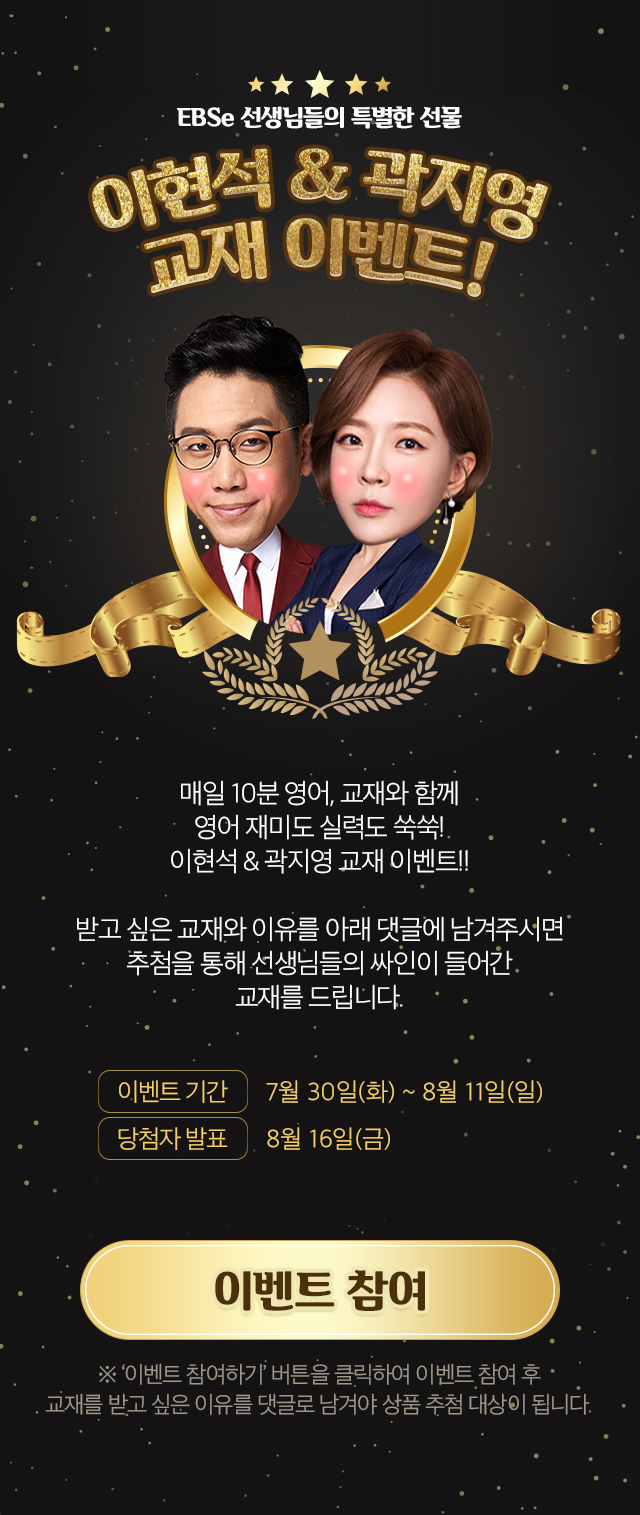 EBSe 선생님들의 특별한 선물
이현석 & 곽지영
교재 이벤트!
매일 10분 영어, 교재와 함께
영어 재미도 실력도 쑥쑥!
이현석 & 곽지영 교재 이벤트!!
받고 싶은 교재와 이유를 아래 댓글에 남겨주시면
추첨을 통해 선생님들의 싸인이 들어간
교재를 드립니다.
이벤트 기간 7월 30일(화) ~ 8월 11일(일)
당첨자 발표 8월 16일(금)
이벤트 참여
※ ‘이벤트 참여하기’ 버튼을 클릭하여 이벤트 참여 후
교재를 받고 싶은 이유를 댓글로 남겨야 상품 추첨 대상이 됩니다.